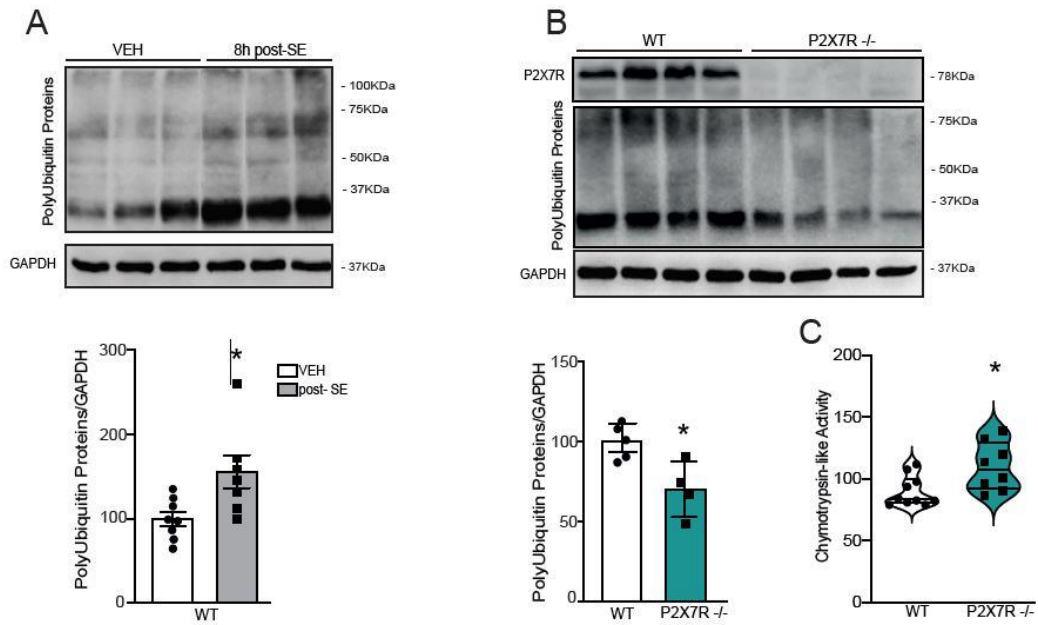 A
VEH
8h post-SE
PolyUbiquitin Proteins
- 100KDa
- 75KDa
- 50KDa
- 37KDa
GAPDH
- 37KDa
PolyUbiquitin Proteins/GAPDH
300
200
100
0
*
VEH
post- SE
WT
B
WT
P2X7R -/-
P2X7R
- 78KDa
PolyUbiquitin Proteins
- 75KDa
- 50KDa
- 37KDa
GAPDH
- 37KDa
PolyUbiquitin Proteins/GAPDH
150
100
50
0
*
WT
P2X7R -/-
C
Chymotrypsin-like Activity
200
150
100
50
0
*
WT
P2X7R -/-